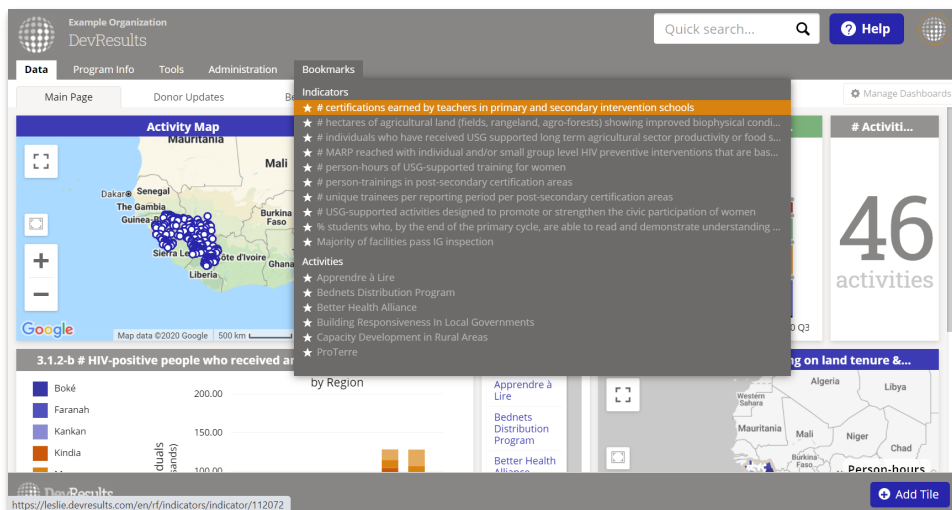 Example Organization
DevResults
Quick search...
Help
Data Program Info Tools Administration Bookmarks
Main Page Donor Updates
Manage Dashboards
Indicators
# certifications earned by teachers in primary and secondary intervention schools
# hectares of agricultural land (fields, rangeland, agro-forests) showing improved biophysical condi...
# individuals who have received USG supported long term agricultural sector productivity or food s...
# MARP reached with individual and/or small group level HIV preventive interventions that are bas...
# person-hours of USG-supported training for women
# person-trainings in post-secondary certification areas
# unique trainees per reporting period per post-secondary certification areas
# USG-supported activities designed to promote or strengthen the civic participation of women
% students who, by the end of the primary cycle, are able to read and demonstrate understanding ...
Majority of facilities pass IG inspection
Activities
Apprendre à Lire
Bednets Distribution Program
Better Health Alliance
Building Responsiveness In Local Governments
Capacity Development in Rural Areas
ProTerre
Activity Map
Mauritania
Mali
Dakar Senegal
The Gambia
Burkina
Faso
Sierra Le
ôte d'Ivoire
Ghana
Liberia
Google
Map data ©2020 Google 500 km
# Activiti...
46
activities
0 Q3
3.1.2-b # HIV-positive people who received an
by Region
Boké
Faranah
Kankan
Kindia
200.00
150.00
100.00
Apprendre à
Lire
Bednets
Distribution
Program
Better Health
Alliance
ng on land tenure &...
Western
Sahara
Algeria
Libya
Mauritania
Mali
Niger
Chad
Burkina
Faso
Person-hours
DevResults
Add Tile
https://leslie.devresults.com/en/rf/indicators/indicator/112072